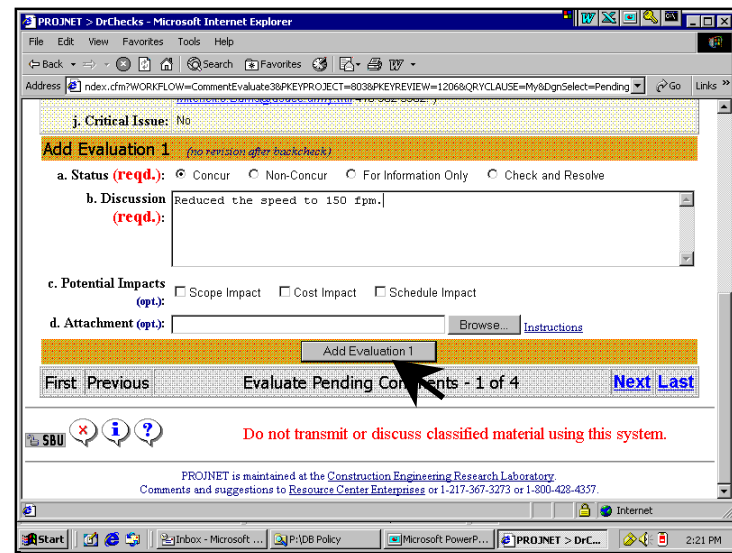 PROJNET > DrChecks - Microsoft Internet Explorer
File Edit View Favorites Tools Help
Back Search Favorites
Address ndex.cfm?WORKFLOW=CommentEvaluate3&PKEYPROJECT=803&PKEYREVIEW=1206&QRYCLAUSE=My&DgnSelect=Pending Go Links »
j. Critical Issue: No
Add Evaluation 1 (no revision after backcheck)
a. Status (reqd.): Concur Non-Concur For Information Only Check and Resolve
b. Discussion (reqd.): Reduced the speed to 150 fpm.
c. Potential Impacts (opt.): Scope Impact Cost Impact Schedule Impact
d. Attachment (opt.): Browse... Instructions
Add Evaluation 1
First Previous Evaluate Pending Comments - 1 of 4 Next Last
SBU Do not transmit or discuss classified material using this system.
PROJNET is maintained at the Construction Engineering Research Laboratory.
Comments and suggestions to Resource Center Enterprises or 1-217-367-3273 or 1-800-428-4357.
Internet
Start Inbox - Microsoft ... P:\DB Policy Microsoft PowerP... PROJNET > DrC... 2:21 PM